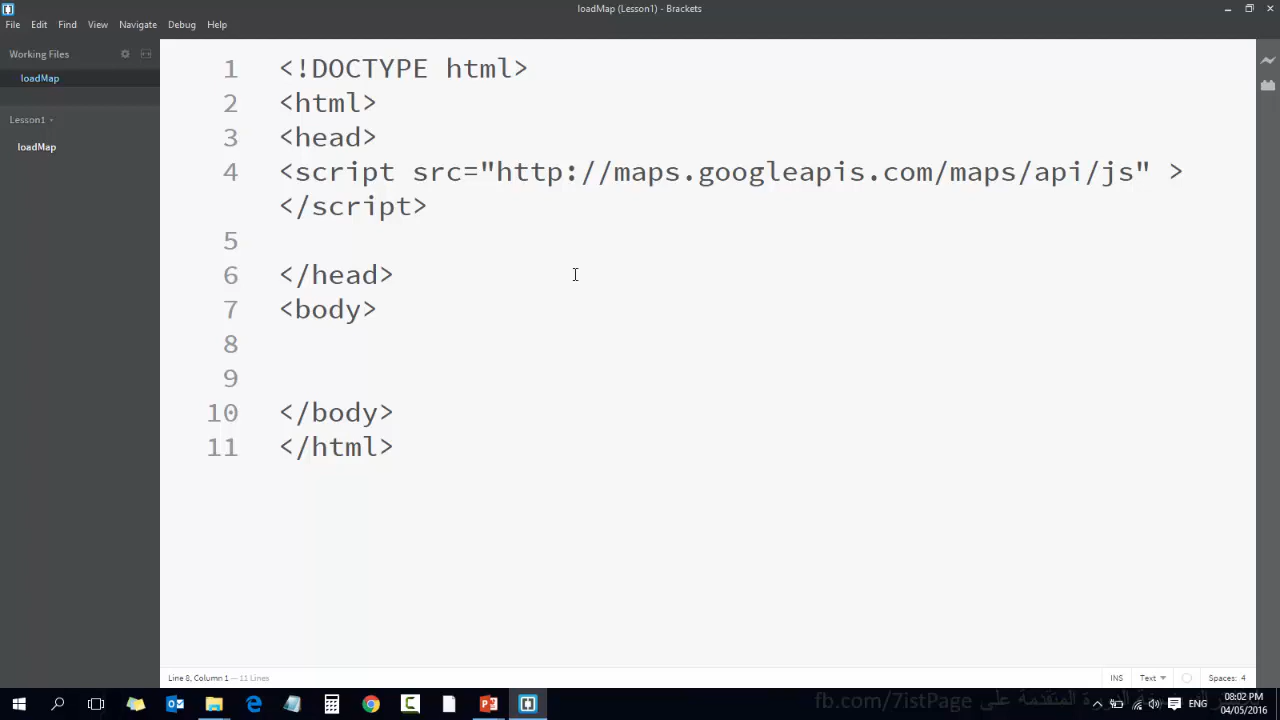 loadMap (Lesson1) - Brackets
File Edit Find View Navigate Debug Help
Working Files
loadMap
Lesson1
loadMap
1 <!DOCTYPE html>
2 <html>
3 <head>
4 <script src="http://maps.googleapis.com/maps/api/js" >
</script>
5
6 </head>
7 <body>
8
9
10 </body>
11 </html>
Line 8, Column 1 — 11 Lines
INS Text Spaces: 4
fb.com/7istPage على
ENG
08:02 PM
04/05/2016